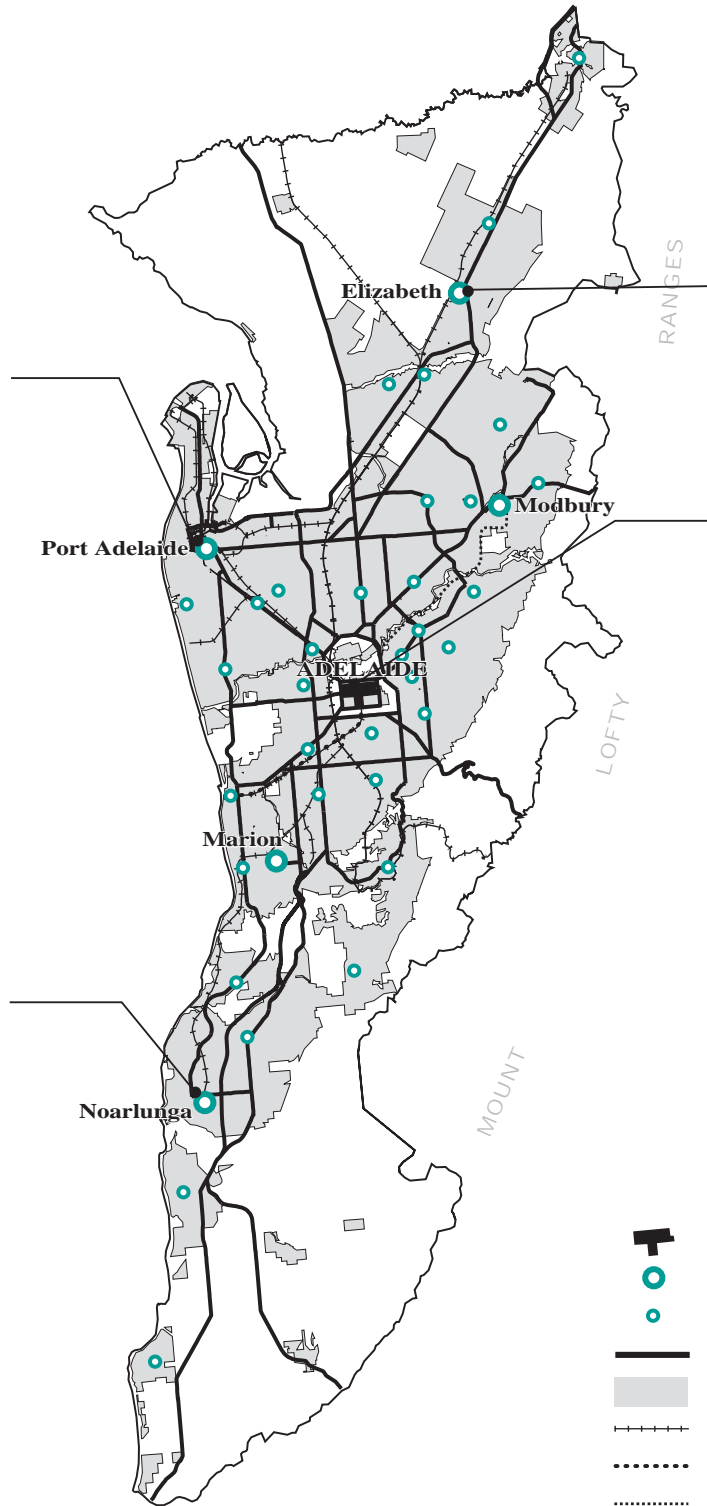 RANGES
Elizabeth
Modbury
Port Adelaide
ADELAIDE
LOFTY
Marion
MOUNT
Noarlunga